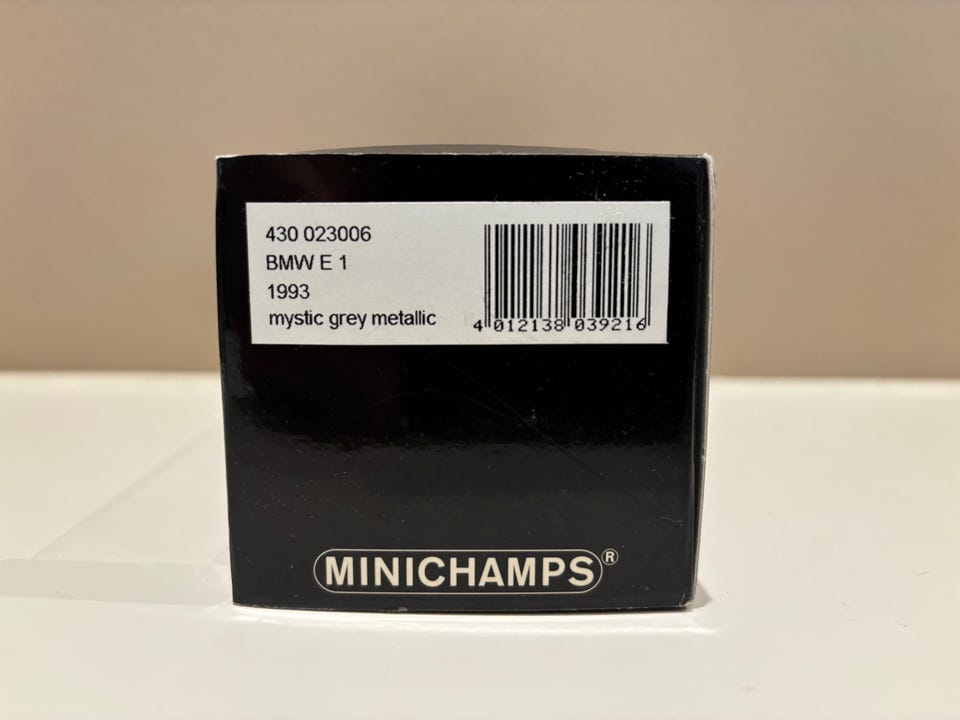 430 023006
BMW E 1
1993
mystic grey metallic
4 012138 039216
MINICHAMPS®